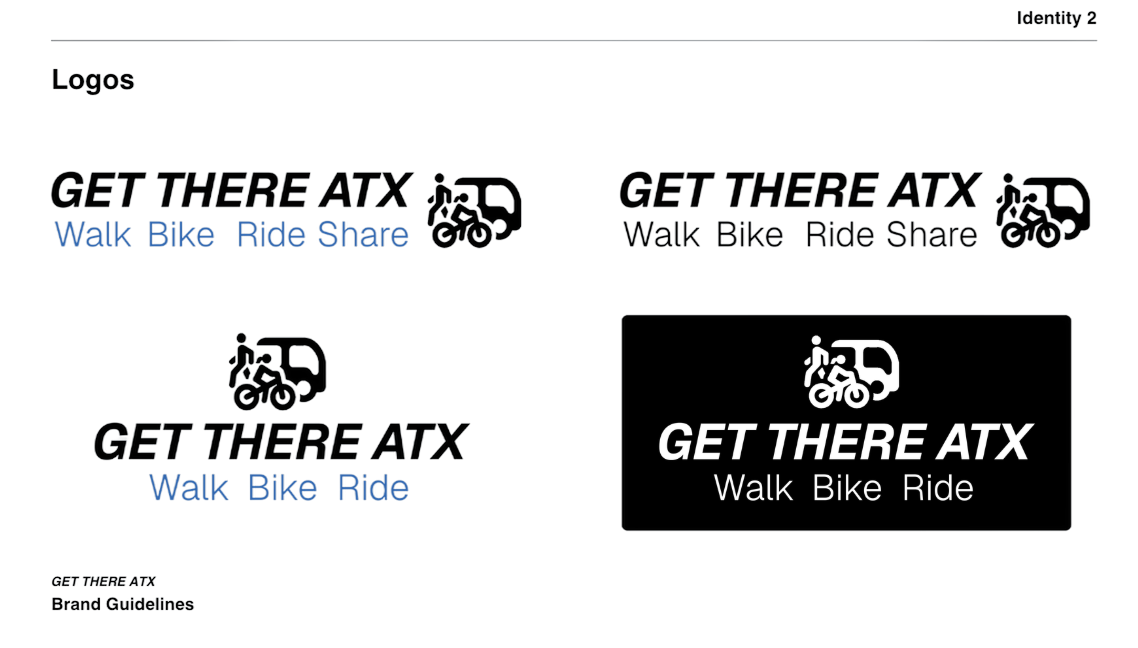 Identity 2
Logos
GET THERE ATX
Walk Bike Ride Share
GET THERE ATX
Walk Bike Ride Share
GET THERE ATX
Walk Bike Ride
GET THERE ATX
Walk Bike Ride
GET THERE ATX
Brand Guidelines